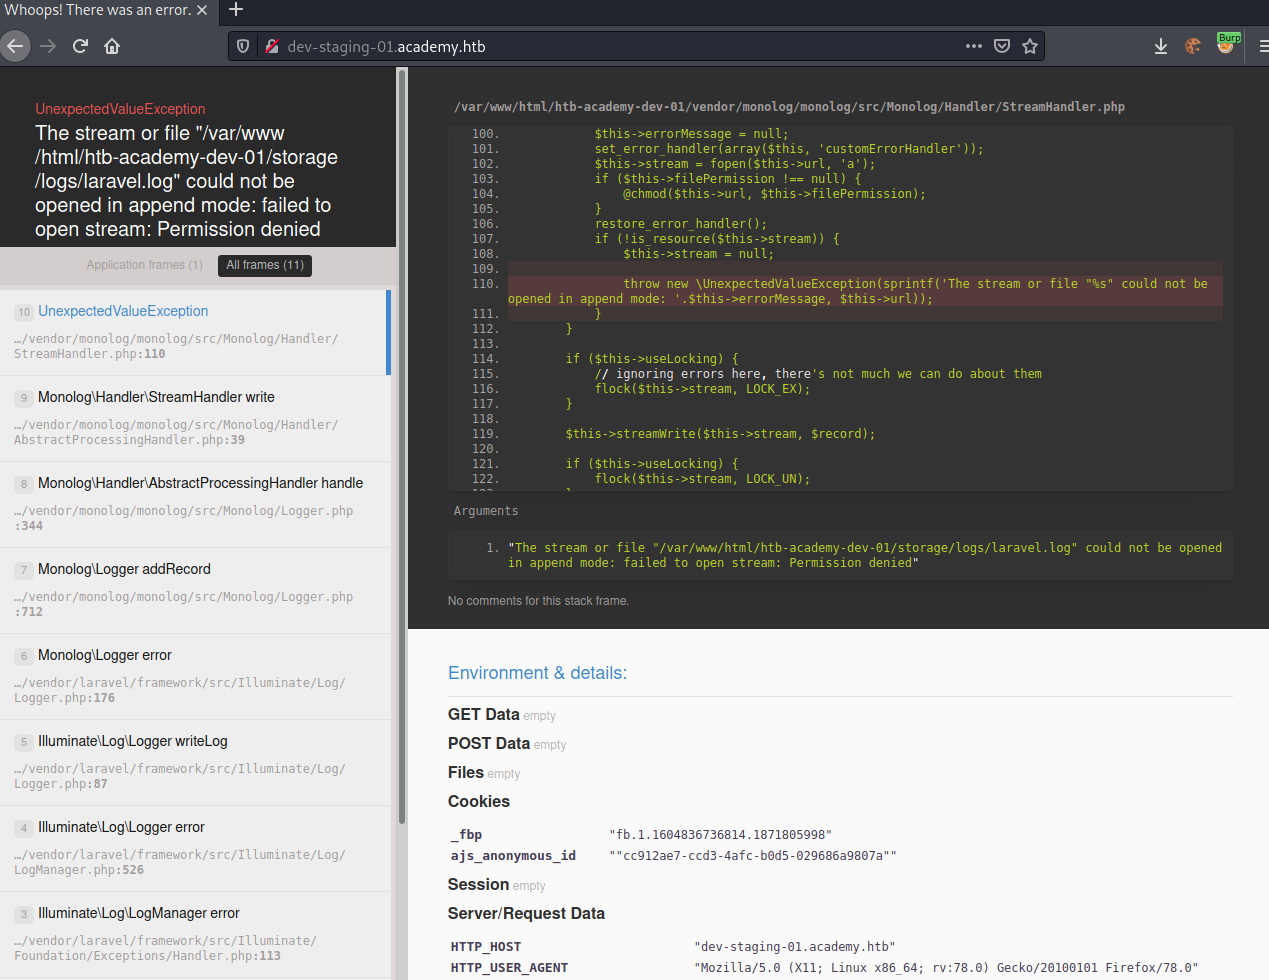 Whoops! There was an error.
dev-staging-01.academy.htb
Burp
UnexpectedValueException
The stream or file "/var/www
/html/htb-academy-dev-01/storage
/logs/laravel.log" could not be
opened in append mode: failed to
open stream: Permission denied
Application frames (1)
All frames (11)
10 UnexpectedValueException
…/vendor/monolog/monolog/src/Monolog/Handler/
StreamHandler.php:110
9 Monolog\Handler\StreamHandler write
…/vendor/monolog/monolog/src/Monolog/Handler/
AbstractProcessingHandler.php:39
8 Monolog\Handler\AbstractProcessingHandler handle
…/vendor/monolog/monolog/src/Monolog/Logger.php
:344
7 Monolog\Logger addRecord
…/vendor/monolog/monolog/src/Monolog/Logger.php
:712
6 Monolog\Logger error
…/vendor/laravel/framework/src/Illuminate/Log/
Logger.php:176
5 Illuminate\Log\Logger writeLog
…/vendor/laravel/framework/src/Illuminate/Log/
Logger.php:87
4 Illuminate\Log\Logger error
…/vendor/laravel/framework/src/Illuminate/Log/
LogManager.php:526
3 Illuminate\Log\LogManager error
…/vendor/laravel/framework/src/Illuminate/
Foundation/Exceptions/Handler.php:113
/var/www/html/htb-academy-dev-01/vendor/monolog/monolog/src/Monolog/Handler/StreamHandler.php
100.             $this->errorMessage = null;
101.             set_error_handler(array($this, 'customErrorHandler'));
102.             $this->stream = fopen($this->url, 'a');
103.             if ($this->filePermission !== null) {
104.                 @chmod($this->url, $this->filePermission);
105.             }
106.             restore_error_handler();
107.             if (!is_resource($this->stream)) {
108.                 $this->stream = null;
109.
110.                 throw new \UnexpectedValueException(sprintf('The stream or file "%s" could not be
opened in append mode: '.$this->errorMessage, $this->url));
111.             }
112.         }
113.
114.         if ($this->useLocking) {
115.             // ignoring errors here, there's not much we can do about them
116.             flock($this->stream, LOCK_EX);
117.         }
118.
119.         $this->streamWrite($this->stream, $record);
120.
121.         if ($this->useLocking) {
122.             flock($this->stream, LOCK_UN);
Arguments
1. "The stream or file "/var/www/html/htb-academy-dev-01/storage/logs/laravel.log" could not be opened
in append mode: failed to open stream: Permission denied"
No comments for this stack frame.
Environment & details:
GET Data empty
POST Data empty
Files empty
Cookies
_fbp "fb.1.1604836736814.1871805998"
ajs_anonymous_id ""cc912ae7-ccd3-4afc-b0d5-029686a9807a""
Session empty
Server/Request Data
HTTP_HOST "dev-staging-01.academy.htb"
HTTP_USER_AGENT "Mozilla/5.0 (X11; Linux x86_64; rv:78.0) Gecko/20100101 Firefox/78.0"